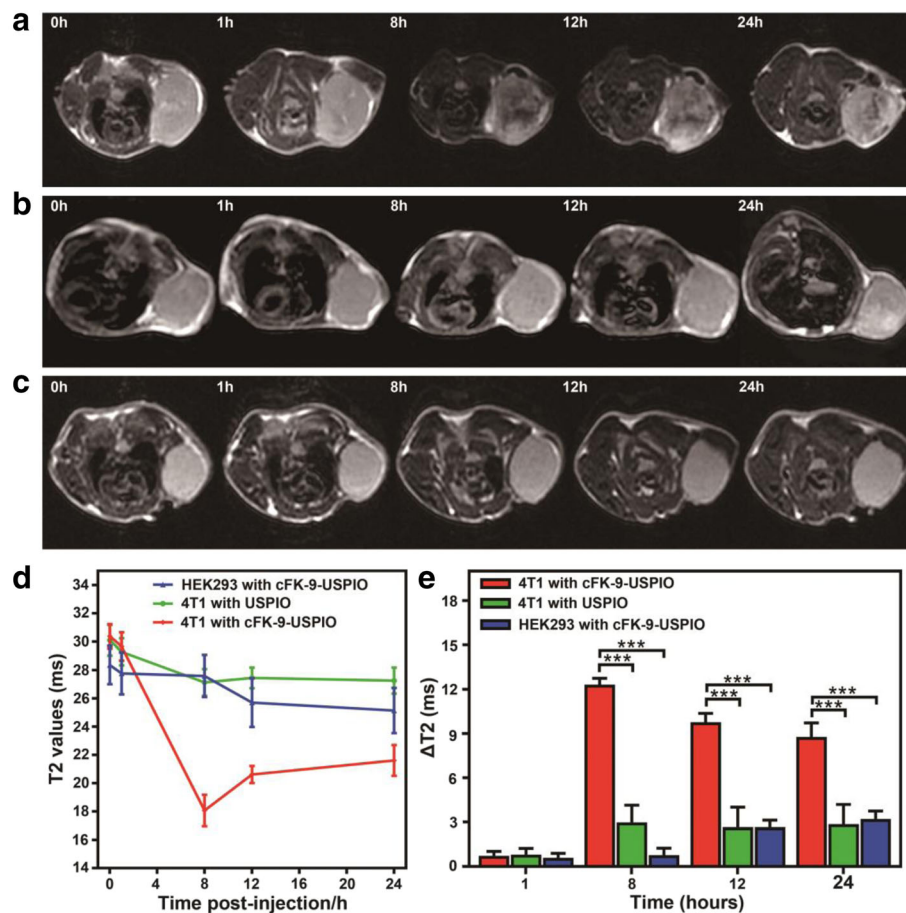 a
0h 1h 8h 12h 24h
b
0h 1h 8h 12h 24h
c
0h 1h 8h 12h 24h
d
HEK293 with cFK-9-USPIO
4T1 with USPIO
4T1 with cFK-9-USPIO
T2 values (ms)
34
32
30
28
26
24
22
20
18
16
14
0 4 8 12 16 20 24
Time post-injection/h
e
4T1 with cFK-9-USPIO
4T1 with USPIO
HEK293 with cFK-9-USPIO
ΔT2 (ms)
18
15
12
9
6
3
0
***
***
***
***
***
***
1 8 12 24
Time (hours)